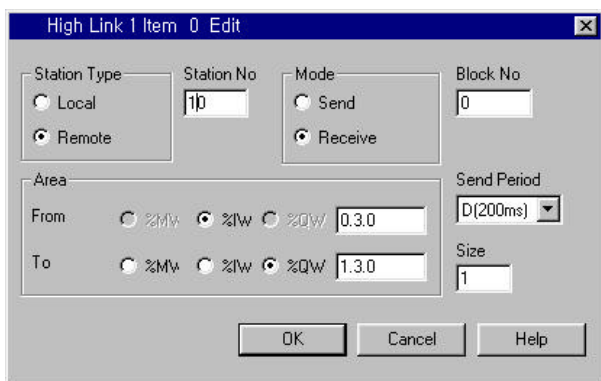 High Link 1 Item 0 Edit
Station Type
Station No
Mode
Block No
Local
10
Send
0
Remote
Receive
Area
Send Period
From
%MW
%IW
%QW
0.3.0
D(200ms)
To
%MW
%IW
%QW
1.3.0
Size
1
OK
Cancel
Help